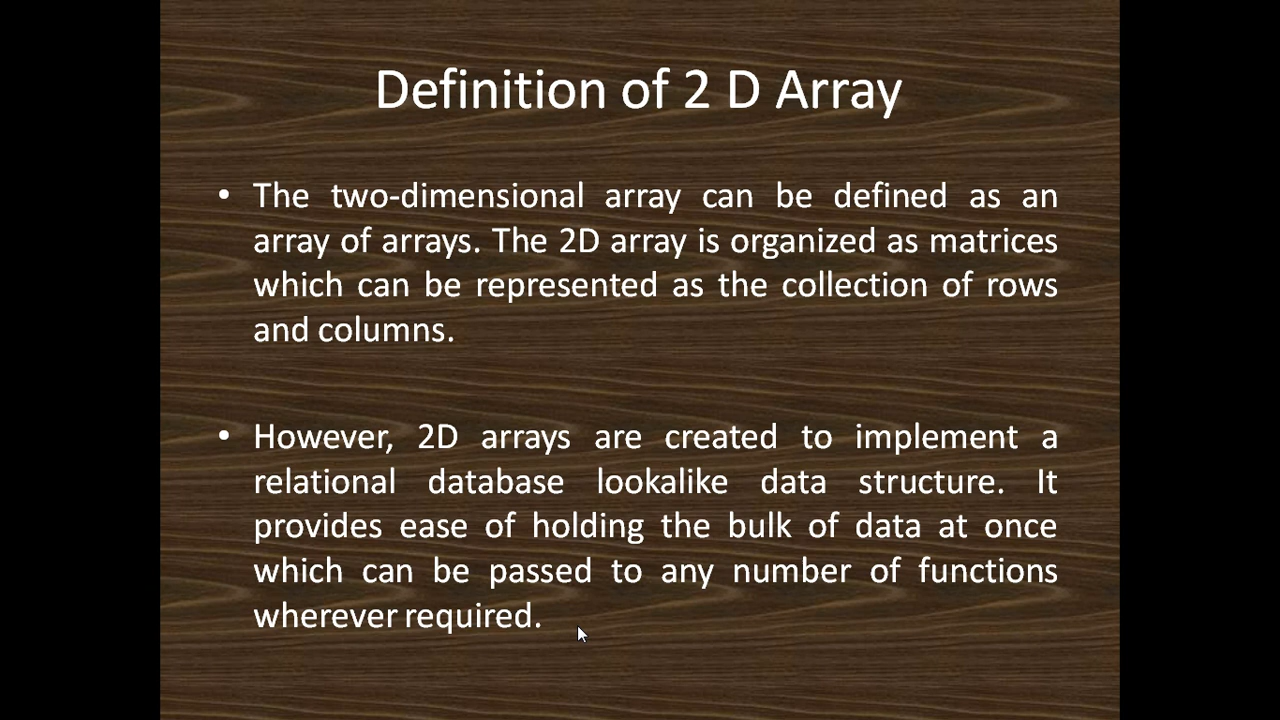 Definition of 2 D Array
• The two-dimensional array can be defined as an
array of arrays. The 2D array is organized as matrices
which can be represented as the collection of rows
and columns.
• However, 2D arrays are created to implement a
relational database lookalike data structure. It
provides ease of holding the bulk of data at once
which can be passed to any number of functions
wherever required.